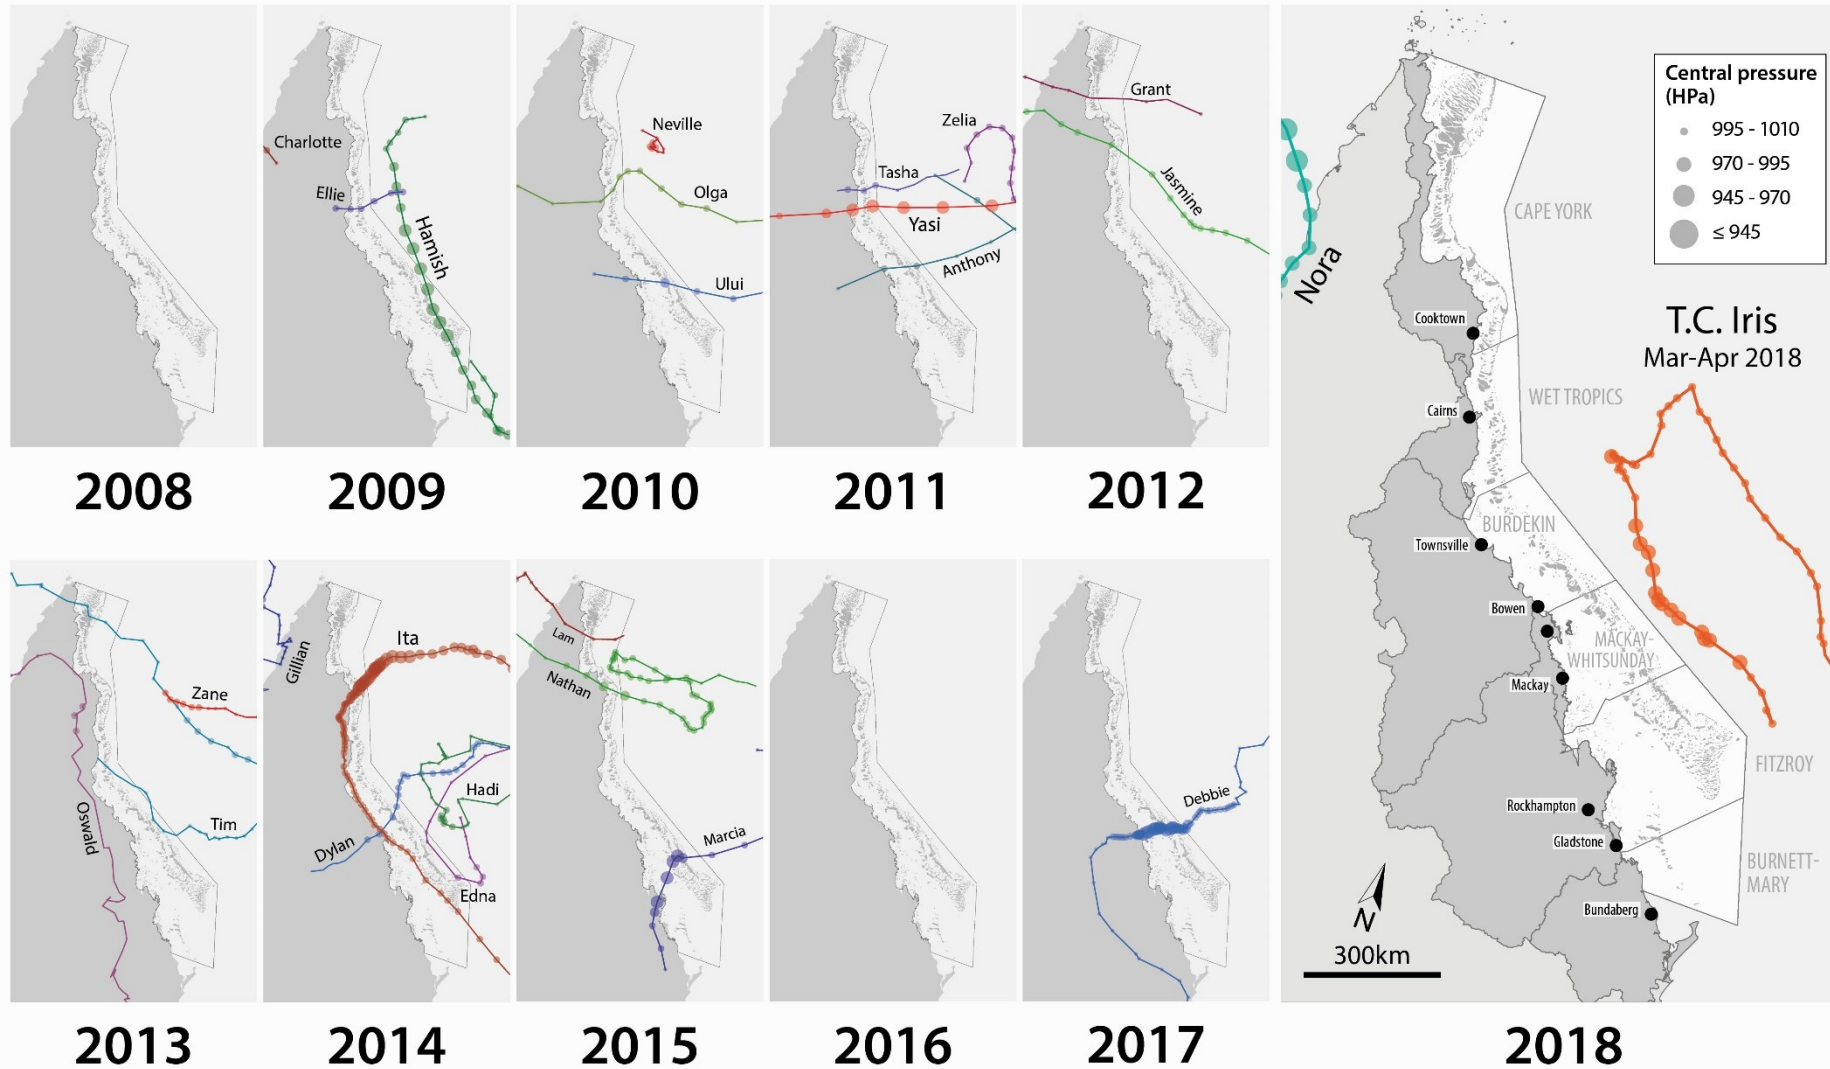 Charlotte
Ellie
Hamish
Neville
Olga
Ului
Zelia
Tasha
Yasi
Anthony
Grant
Jasmine
2008
2009
2010
2011
2012
Zane
Tim
Oswald
Gillian
Ita
Hadi
Dylan
Edna
Lam
Nathan
Marcia
Debbie
2013
2014
2015
2016
2017
Central pressure
(HPa)
995 - 1010
970 - 995
945 - 970
≤ 945
Nora
CAPE YORK
T.C. Iris
Mar-Apr 2018
Cooktown
WET TROPICS
Cairns
BURDEKIN
Townsville
Bowen
MACKAY-
WHITSUNDAY
Mackay
FITZROY
Rockhampton
Gladstone
BURNETT-
MARY
Bundaberg
N
300km
2018